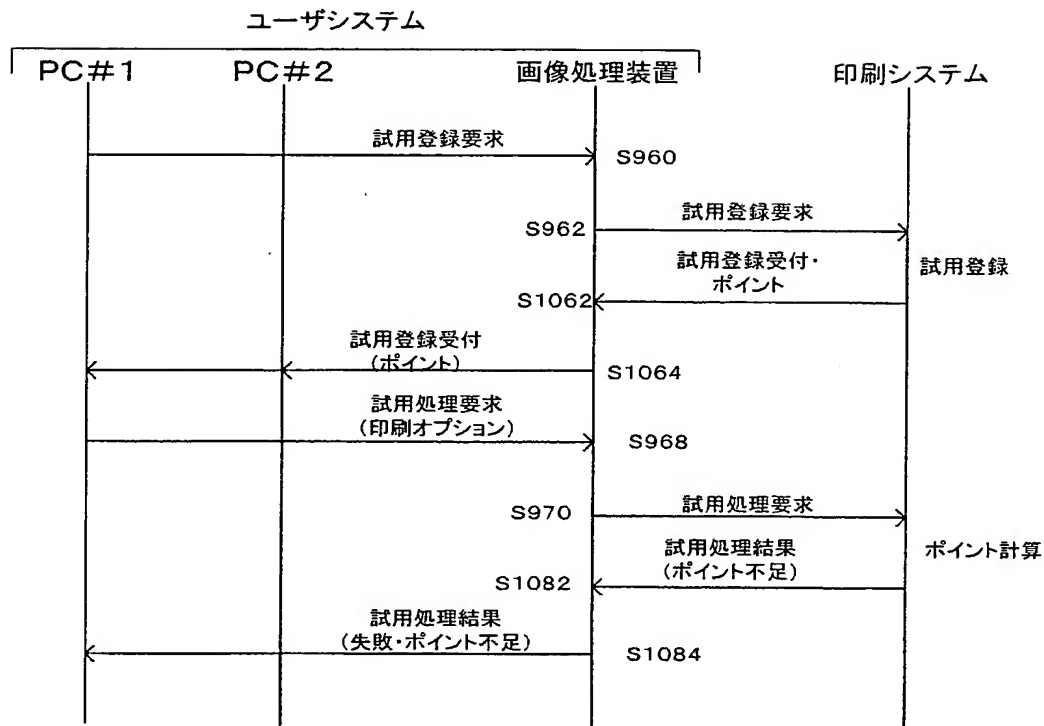 ユーザシステム
PC#1
PC#2
画像処理装置
印刷システム
試用登録要求
S960
S962
試用登録要求
試用登録受付・
ポイント
試用登録
S1062
試用登録受付
(ポイント)
S1064
試用処理要求
(印刷オプション)
S968
S970
試用処理要求
試用処理結果
(ポイント不足)
ポイント計算
S1082
試用処理結果
(失敗・ポイント不足)
S1084